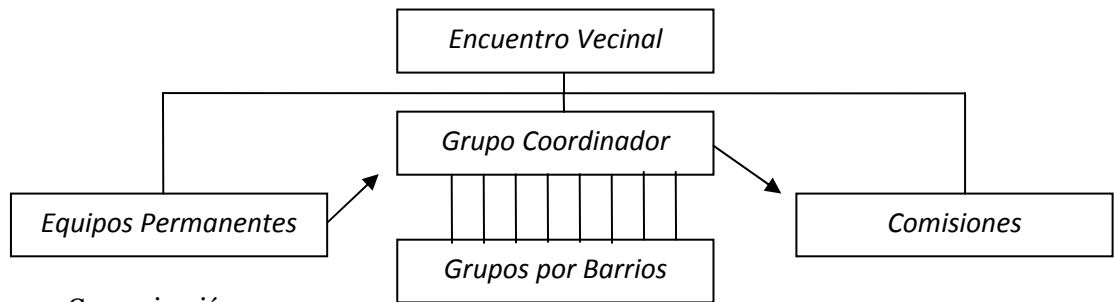 Encuentro Vecinal
Grupo Coordinador
Equipos Permanentes
Comisiones
Grupos por Barrios